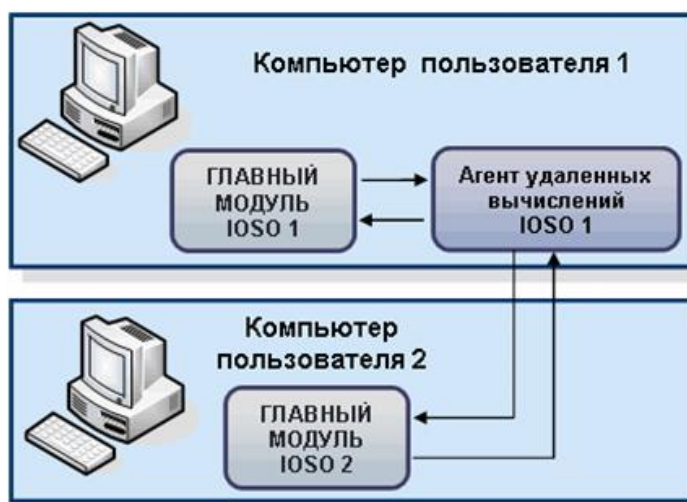 Компьютер пользователя 1
ГЛАВНЫЙ
МОДУЛЬ
IOSO 1
Агент удаленных
вычислений
IOSO 1
Компьютер
пользователя 2
ГЛАВНЫЙ
МОДУЛЬ
IOSO 2